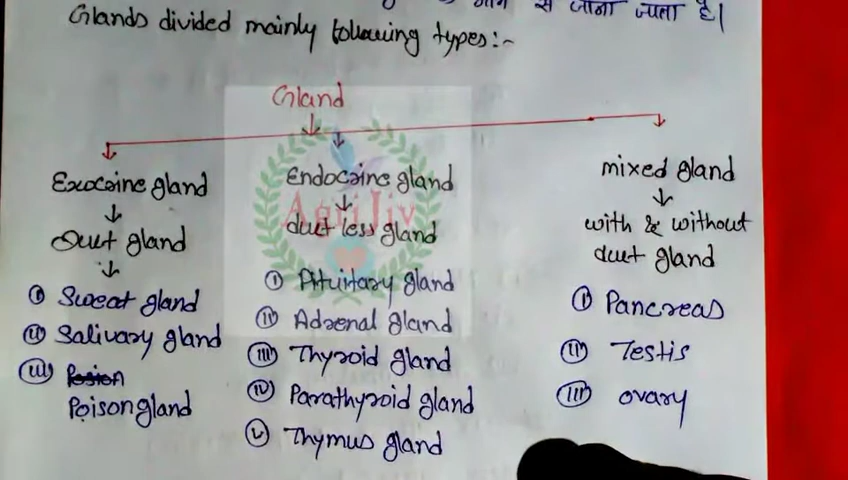 से जाना जाता है।
Glands divided mainly following types:~
Gland
Exocrine gland
Duct gland
(i) Sweat gland
(ii) Salivary gland
(iii)
Poison gland
Endocrine gland
duct less gland
(i) Pituitary gland
(ii) Adrenal gland
(iii) Thyroid gland
(iv) Parathyroid gland
(v) Thymus gland
mixed gland
with & without
duct gland
(i) Pancreas
(ii) Testis
(iii) ovary
AgriJiv